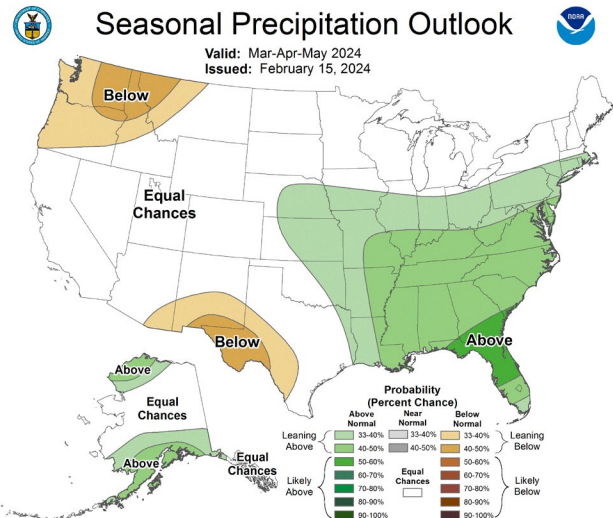 Seasonal Precipitation Outlook
NOAA
Valid: Mar-Apr-May 2024
Issued: February 15, 2024
Below
Equal
Chances
Below
Above
Above
Equal
Chances
Above
Equal
Chances
Probability
(Percent Chance)
Above
Normal
Near
Normal
Below
Normal
Leaning
Above
33-40%
33-40%
33-40%
Leaning
Below
40-50%
40-50%
40-50%
Likely
Above
50-60%
50-60%
Likely
Below
60-70%
60-70%
70-80%
Equal
Chances
70-80%
80-90%
80-90%
90-100%
90-100%